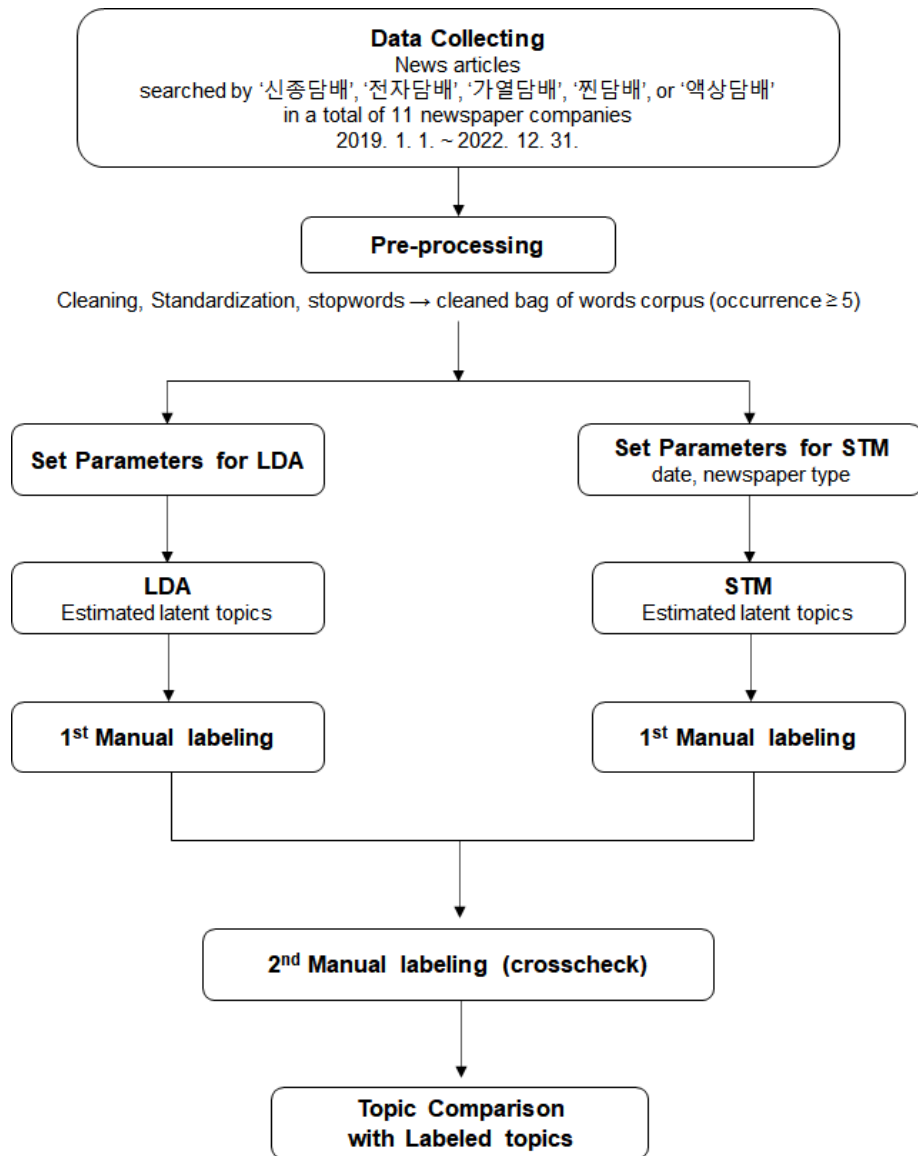 Data Collecting
News articles
searched by ‘신종담배’, ‘전자담배’, ‘가열담배’, ‘찐담배’, or ‘액상담배’
in a total of 11 newspaper companies
2019. 1. 1. ~ 2022. 12. 31.
Pre-processing
Cleaning, Standardization, stopwords → cleaned bag of words corpus (occurrence ≥ 5)
Set Parameters for LDA
Set Parameters for STM
date, newspaper type
LDA
Estimated latent topics
STM
Estimated latent topics
1st Manual labeling
1st Manual labeling
2nd Manual labeling (crosscheck)
Topic Comparison
with Labeled topics